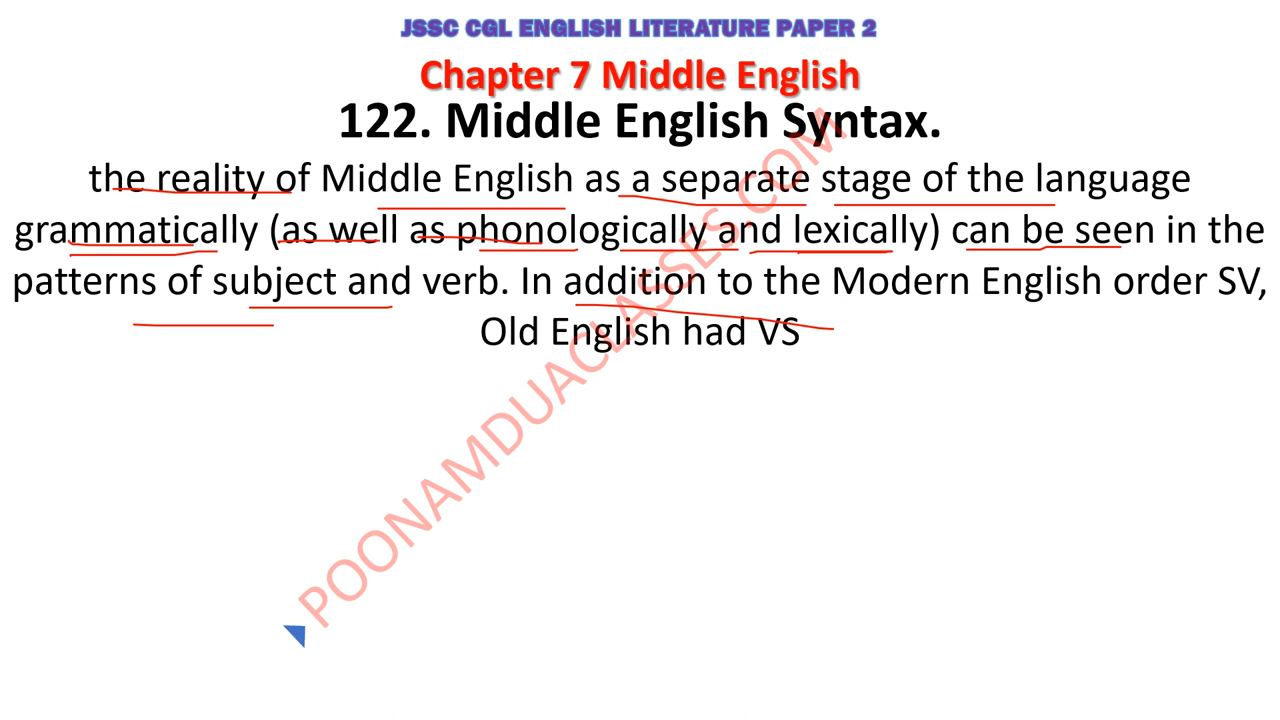 JSSC CGL ENGLISH LITERATURE PAPER 2
Chapter 7 Middle English
122. Middle English Syntax.
the reality of Middle English as a separate stage of the language
grammatically (as well as phonologically and lexically) can be seen in the
patterns of subject and verb. In addition to the Modern English order SV,
Old English had VS
POONAMDUACLASSES.COM